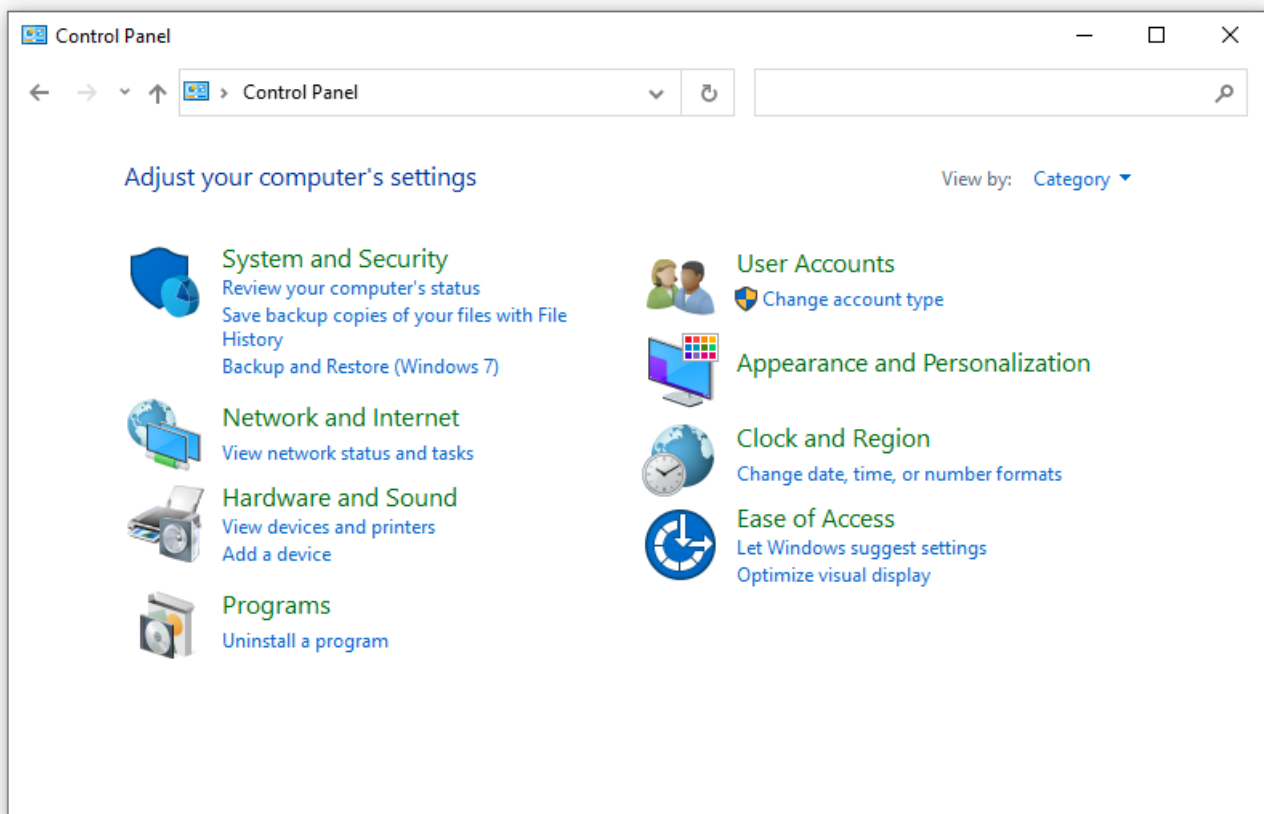 Control Panel
Control Panel
Adjust your computer's settings
View by: Category
System and Security
Review your computer's status
Save backup copies of your files with File
History
Backup and Restore (Windows 7)
Network and Internet
View network status and tasks
Hardware and Sound
View devices and printers
Add a device
Programs
Uninstall a program
User Accounts
Change account type
Appearance and Personalization
Clock and Region
Change date, time, or number formats
Ease of Access
Let Windows suggest settings
Optimize visual display